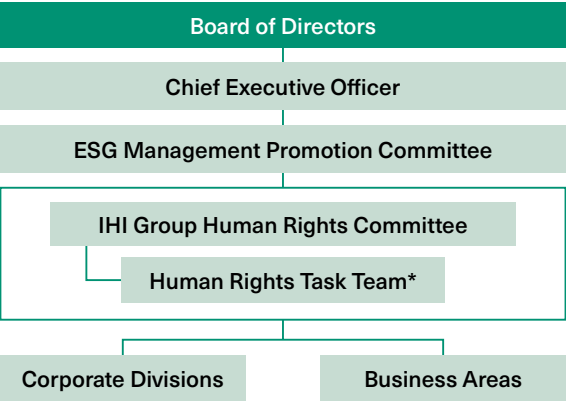 Board of Directors
Chief Executive Officer
ESG Management Promotion Committee
IHI Group Human Rights Committee
Human Rights Task Team*
Corporate Divisions
Business Areas